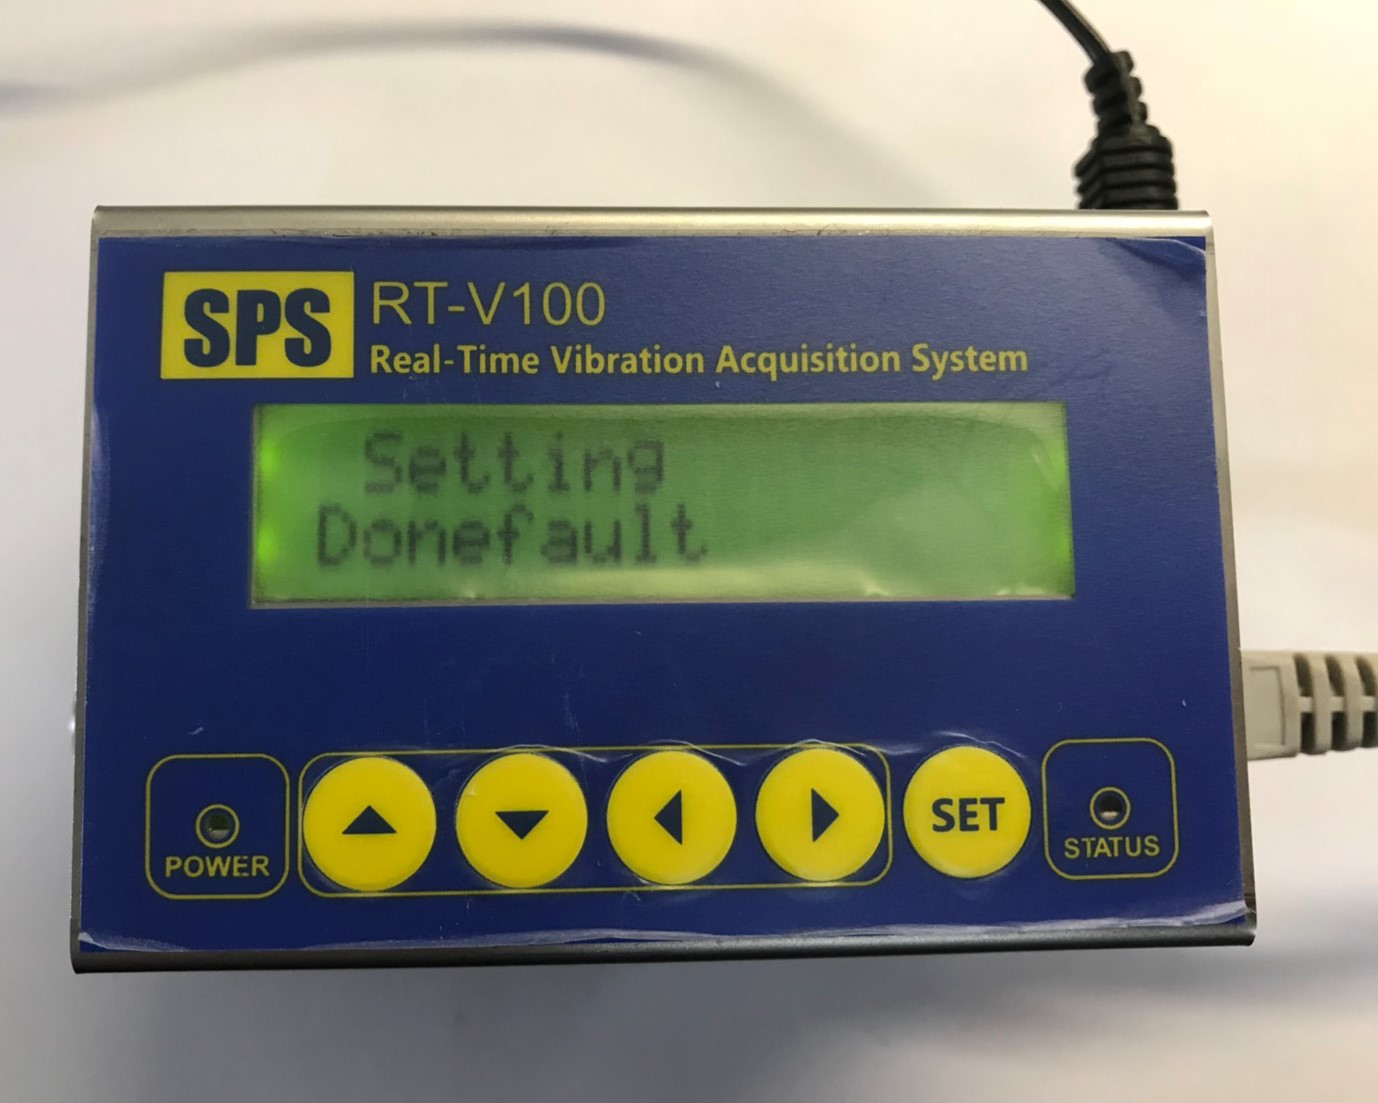 SPS
RT-V100
Real-Time Vibration Acquisition System
Setting
Donefault
POWER
SET
STATUS